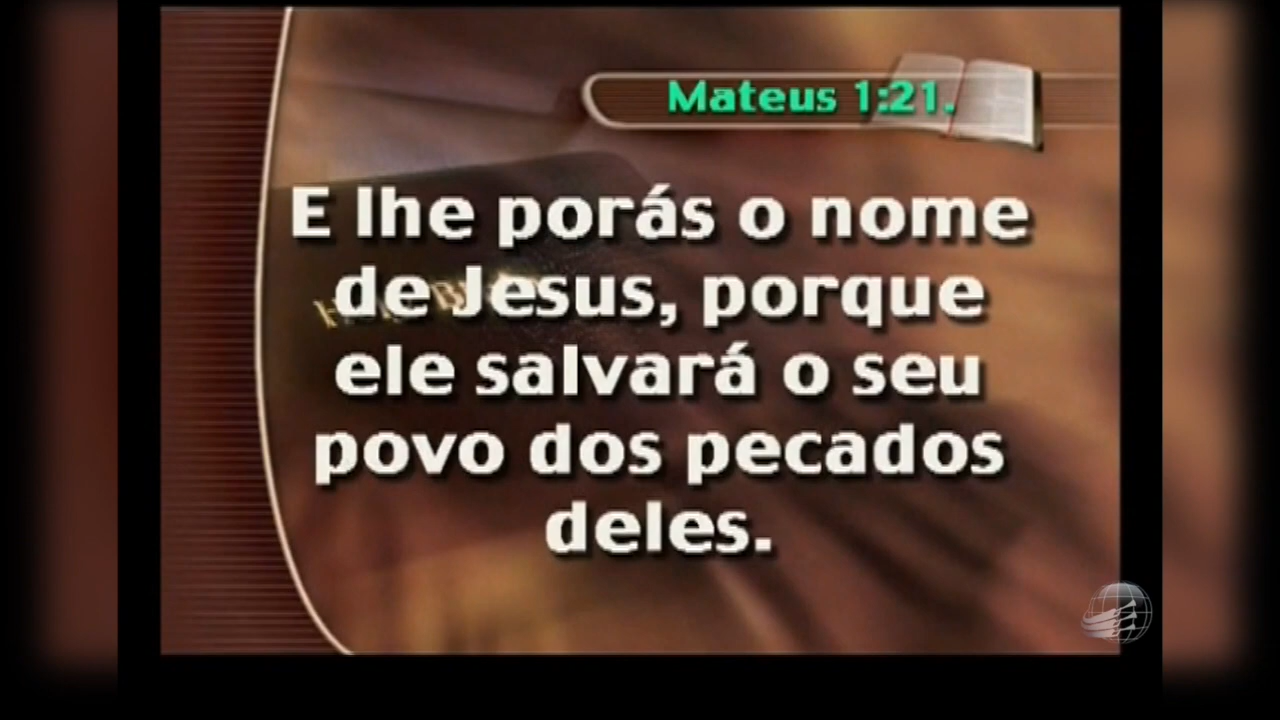 Mateus 1:21.
E lhe porás o nome
de Jesus, porque
ele salvará o seu
povo dos pecados
deles.